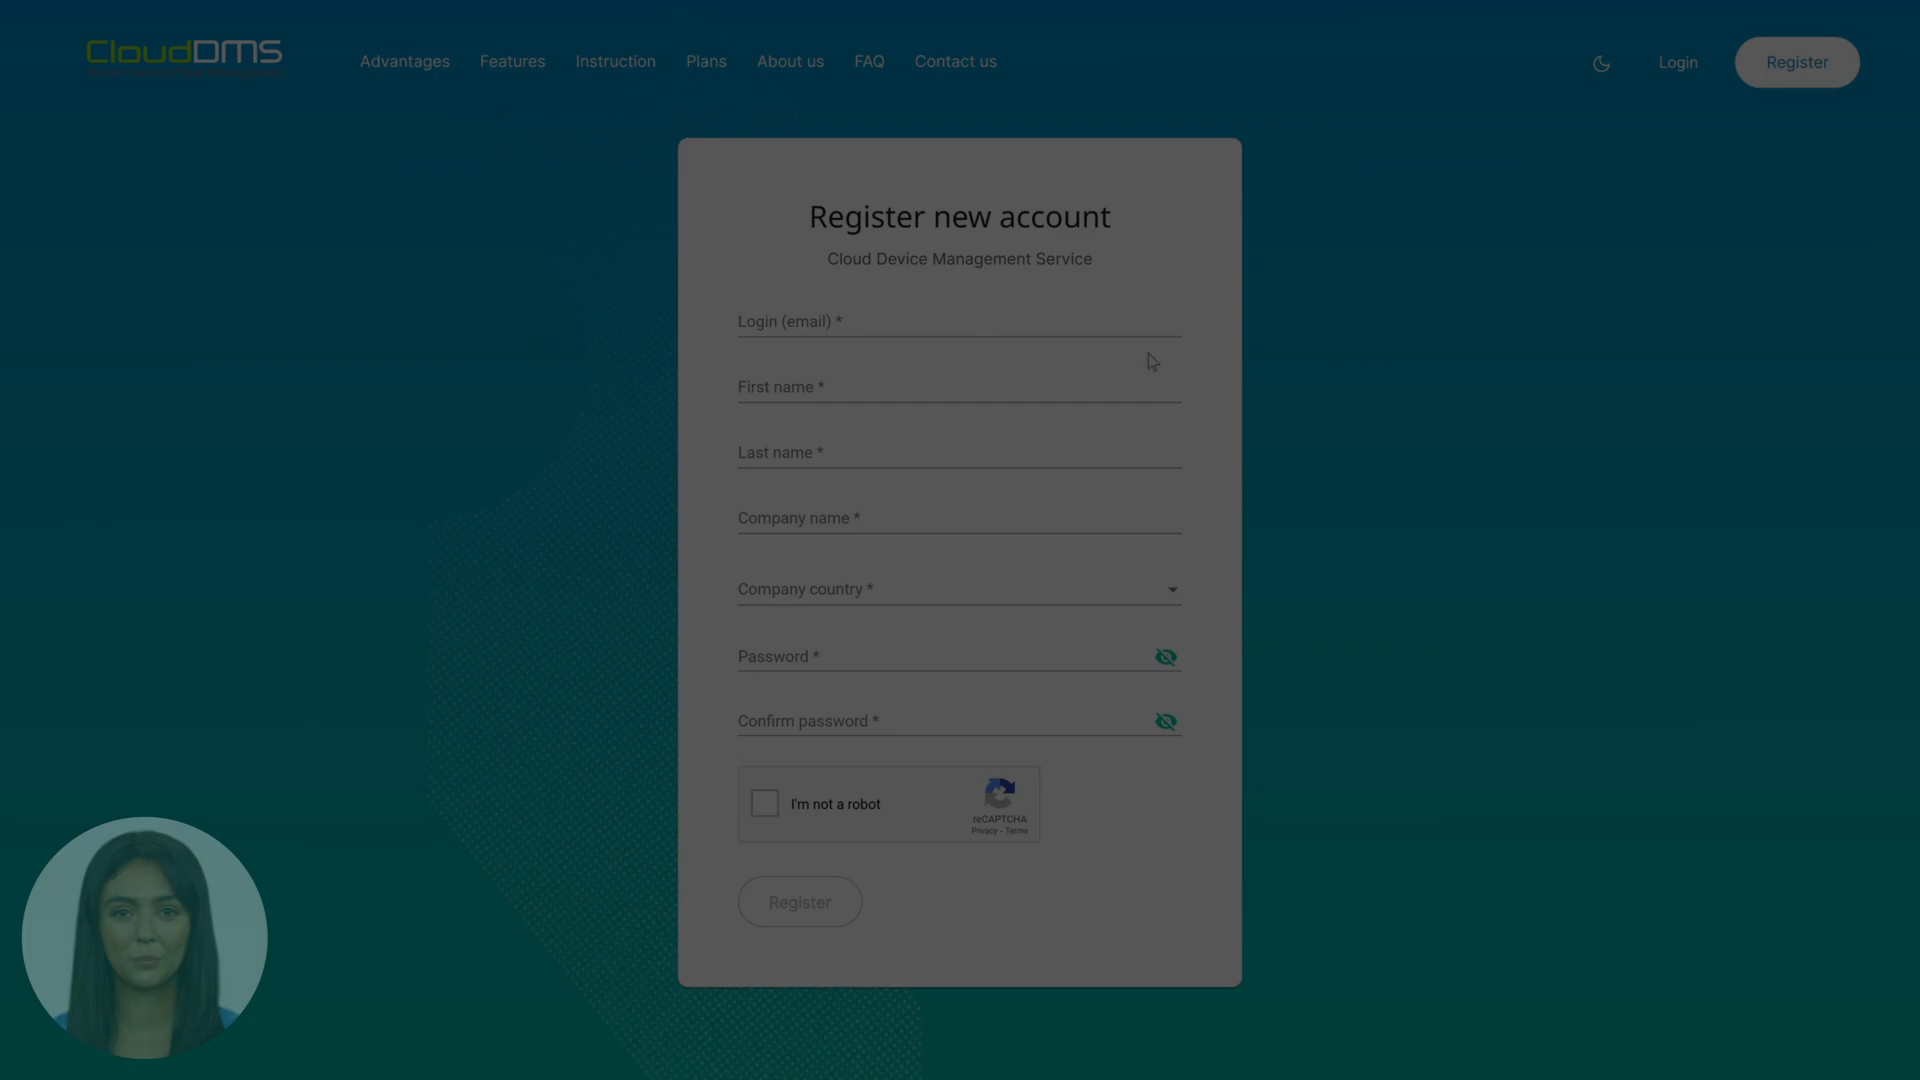 CloudDMS
Advantages Features Instruction Plans About us FAQ Contact us Login Register
Register new account
Cloud Device Management Service
Login (email) *
First name *
Last name *
Company name *
Company country *
Password *
Confirm password *
I'm not a robot
reCAPTCHA
Privacy - Terms
Register